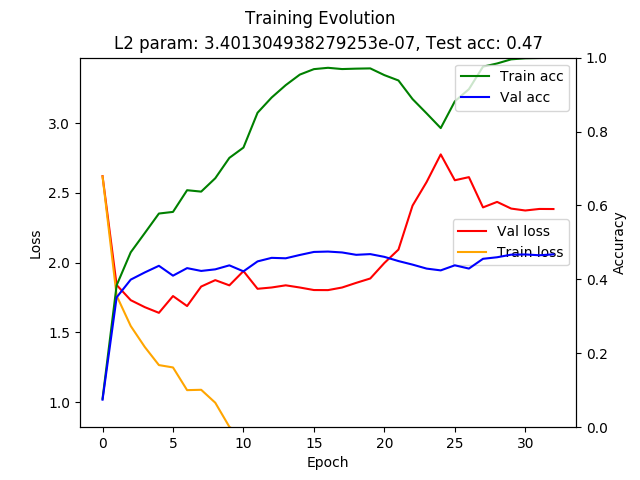 Training Evolution
L2 param: 3.401304938279253e-07, Test acc: 0.47
Train acc
Val acc
Val loss
Train loss
Loss
3.0
2.5
2.0
1.5
1.0
1.0
0.8
0.6
0.4
0.2
0.0
Accuracy
0 5 10 15 20 25 30
Epoch